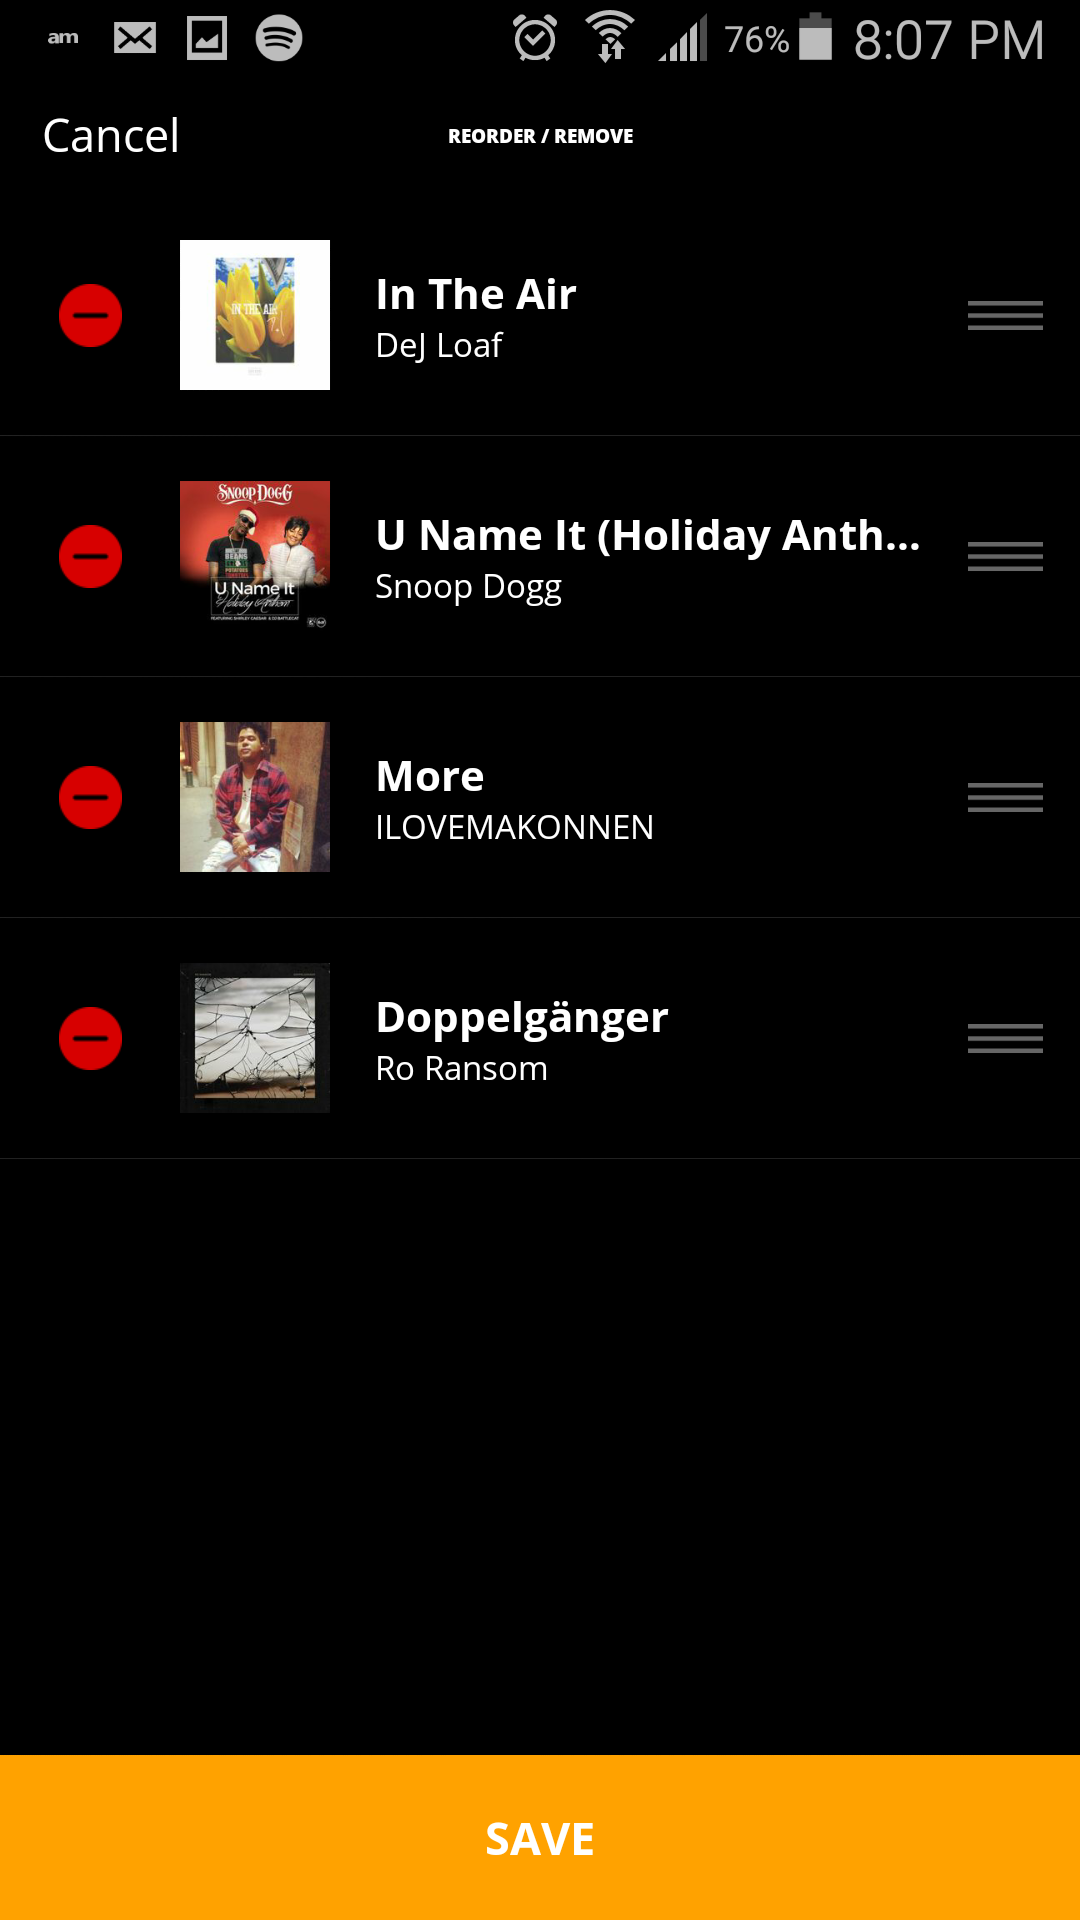 am 76% 8:07 PM
Cancel REORDER / REMOVE
IN THE AIR
In The Air
DeJ Loaf
SNOOP DOGG
U Name It
Holiday Anthem
U Name It (Holiday Anth...
Snoop Dogg
More
ILOVEMAKONNEN
Doppelgänger
Ro Ransom
SAVE